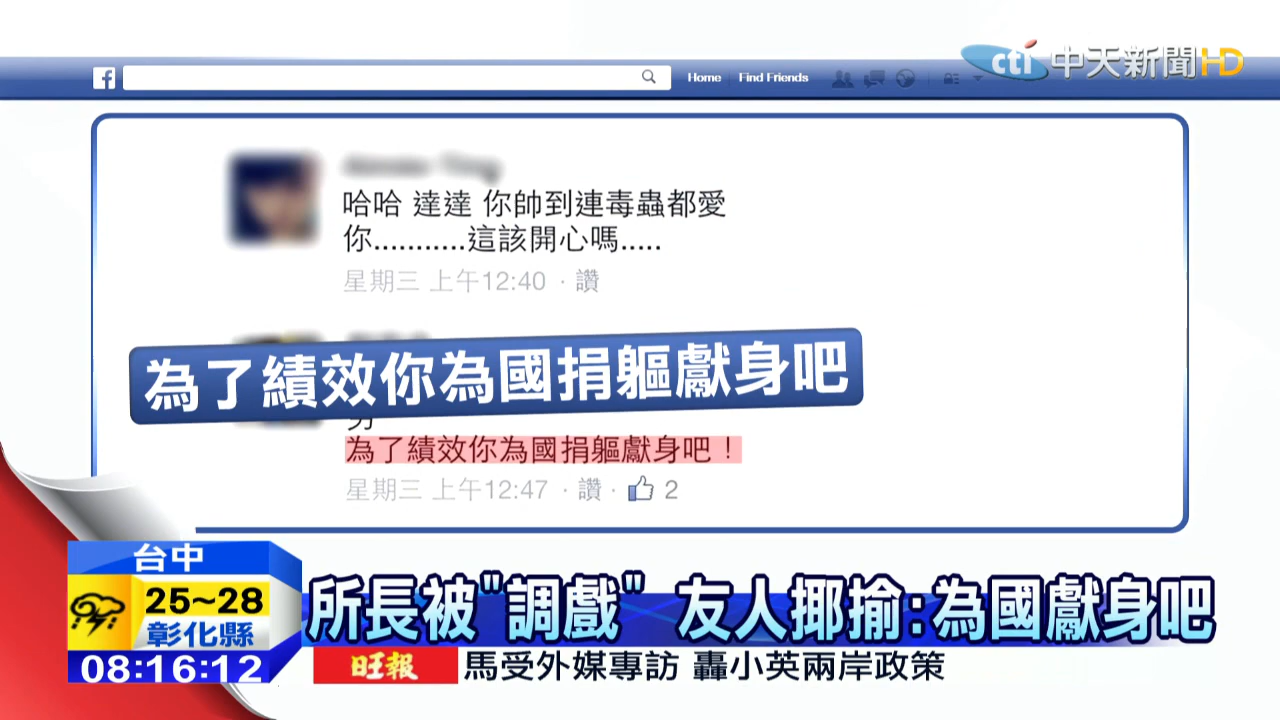 cti 中天新聞HD
f
Home Find Friends
哈哈 達達 你帥到連毒蟲都愛
你...........這該開心嗎.....
星期三 上午12:40 · 讚
為了績效你為國捐軀獻身吧
為了績效你為國捐軀獻身吧！
星期三 上午12:47 · 讚 · 2
台中
25~28
彰化縣
08:16:12
所長被"調戲" 友人揶揄:為國獻身吧
旺報 馬受外媒專訪 轟小英兩岸政策